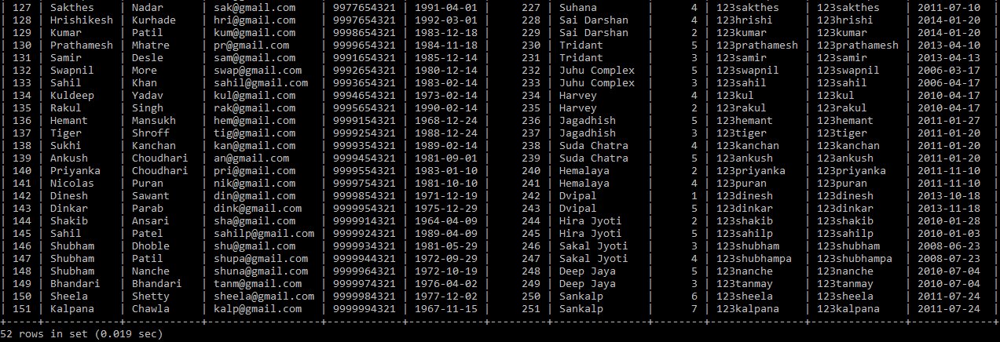 | 127 | Sakthes | Nadar | sak@gmail.com | 9977654321 | 1991-04-01 | 227 | Suhana | 4 | 123sakthes | 123sakthes | 2011-07-10 |
| 128 | Hrishikesh | Kurhade | hri@gmail.com | 9997654321 | 1992-03-01 | 228 | Sai Darshan | 4 | 123hrishi | 123hrishi | 2014-01-20 |
| 129 | Kumar | Patil | kum@gmail.com | 9998654321 | 1983-12-18 | 229 | Sai Darshan | 2 | 123kumar | 123kumar | 2014-01-20 |
| 130 | Prathamesh | Mhatre | pr@gmail.com | 9999654321 | 1984-11-18 | 230 | Tridant | 5 | 123prathamesh | 123prathamesh | 2013-04-10 |
| 131 | Samir | Desle | sam@gmail.com | 9991654321 | 1985-12-14 | 231 | Tridant | 3 | 123samir | 123samir | 2013-04-13 |
| 132 | Swapnil | More | swap@gmail.com | 9992654321 | 1980-12-14 | 232 | Juhu Complex | 5 | 123swapnil | 123swapnil | 2006-03-17 |
| 133 | Sahil | Khan | sahil@gmail.com | 9993654321 | 1983-02-14 | 233 | Juhu Complex | 3 | 123sahil | 123sahil | 2006-04-17 |
| 134 | Kuldeep | Yadav | kul@gmail.com | 9994654321 | 1973-02-14 | 234 | Harvey | 4 | 123kul | 123kul | 2010-04-17 |
| 135 | Rakul | Singh | rak@gmail.com | 9995654321 | 1990-02-14 | 235 | Harvey | 2 | 123rakul | 123rakul | 2010-04-17 |
| 136 | Hemant | Mansukh | hem@gmail.com | 9999154321 | 1968-12-24 | 236 | Jagadhish | 5 | 123hemant | 123hemant | 2011-01-27 |
| 137 | Tiger | Shroff | tig@gmail.com | 9999254321 | 1988-12-24 | 237 | Jagadhish | 3 | 123tiger | 123tiger | 2011-01-20 |
| 138 | Sukhi | Kanchan | kan@gmail.com | 9999354321 | 1989-02-14 | 238 | Suda Chatra | 4 | 123kanchan | 123kanchan | 2011-01-20 |
| 139 | Ankush | Choudhari | an@gmail.com | 9999454321 | 1981-09-01 | 239 | Suda Chatra | 5 | 123ankush | 123ankush | 2011-01-20 |
| 140 | Priyanka | Choudhari | pri@gmail.com | 9999554321 | 1983-01-10 | 240 | Hemalaya | 2 | 123priyanka | 123priyanka | 2011-11-10 |
| 141 | Nicolas | Puran | nik@gmail.com | 9999754321 | 1981-10-10 | 241 | Hemalaya | 4 | 123puran | 123puran | 2011-11-10 |
| 142 | Dinesh | Sawant | din@gmail.com | 9999854321 | 1971-12-19 | 242 | Dvipal | 1 | 123dinesh | 123dinesh | 2013-10-18 |
| 143 | Dinkar | Parab | dink@gmail.com | 9999954321 | 1975-12-29 | 243 | Dvipal | 5 | 123dinkar | 123dinkar | 2013-11-18 |
| 144 | Shakib | Ansari | sha@gmail.com | 9999914321 | 1964-04-09 | 244 | Hira Jyoti | 2 | 123shakib | 123shakib | 2010-01-28 |
| 145 | Sahil | Patel | sahilp@gmail.com | 9999924321 | 1989-04-09 | 245 | Hira Jyoti | 5 | 123sahilp | 123sahilp | 2010-01-03 |
| 146 | Shubham | Dhoble | shu@gmail.com | 9999934321 | 1981-05-29 | 246 | Sakal Jyoti | 3 | 123shubham | 123shubham | 2008-06-23 |
| 147 | Shubham | Patil | shupa@gmail.com | 9999944321 | 1972-09-29 | 247 | Sakal Jyoti | 4 | 123shubhampa | 123shubhampa | 2008-07-23 |
| 148 | Shubham | Nanche | shuna@gmail.com | 9999964321 | 1972-10-19 | 248 | Deep Jaya | 5 | 123nanche | 123nanche | 2010-07-04 |
| 149 | Bhandari | Bhandari | tanm@gmail.com | 9999974321 | 1976-04-02 | 249 | Deep Jaya | 3 | 123tanmay | 123tanmay | 2010-07-04 |
| 150 | Sheela | Shetty | sheela@gmail.com | 9999984321 | 1977-12-02 | 250 | Sankalp | 6 | 123sheela | 123sheela | 2011-07-24 |
| 151 | Kalpana | Chawla | kalp@gmail.com | 9999994321 | 1967-11-15 | 251 | Sankalp | 7 | 123kalpana | 123kalpana | 2011-07-24 |
52 rows in set (0.019 sec)